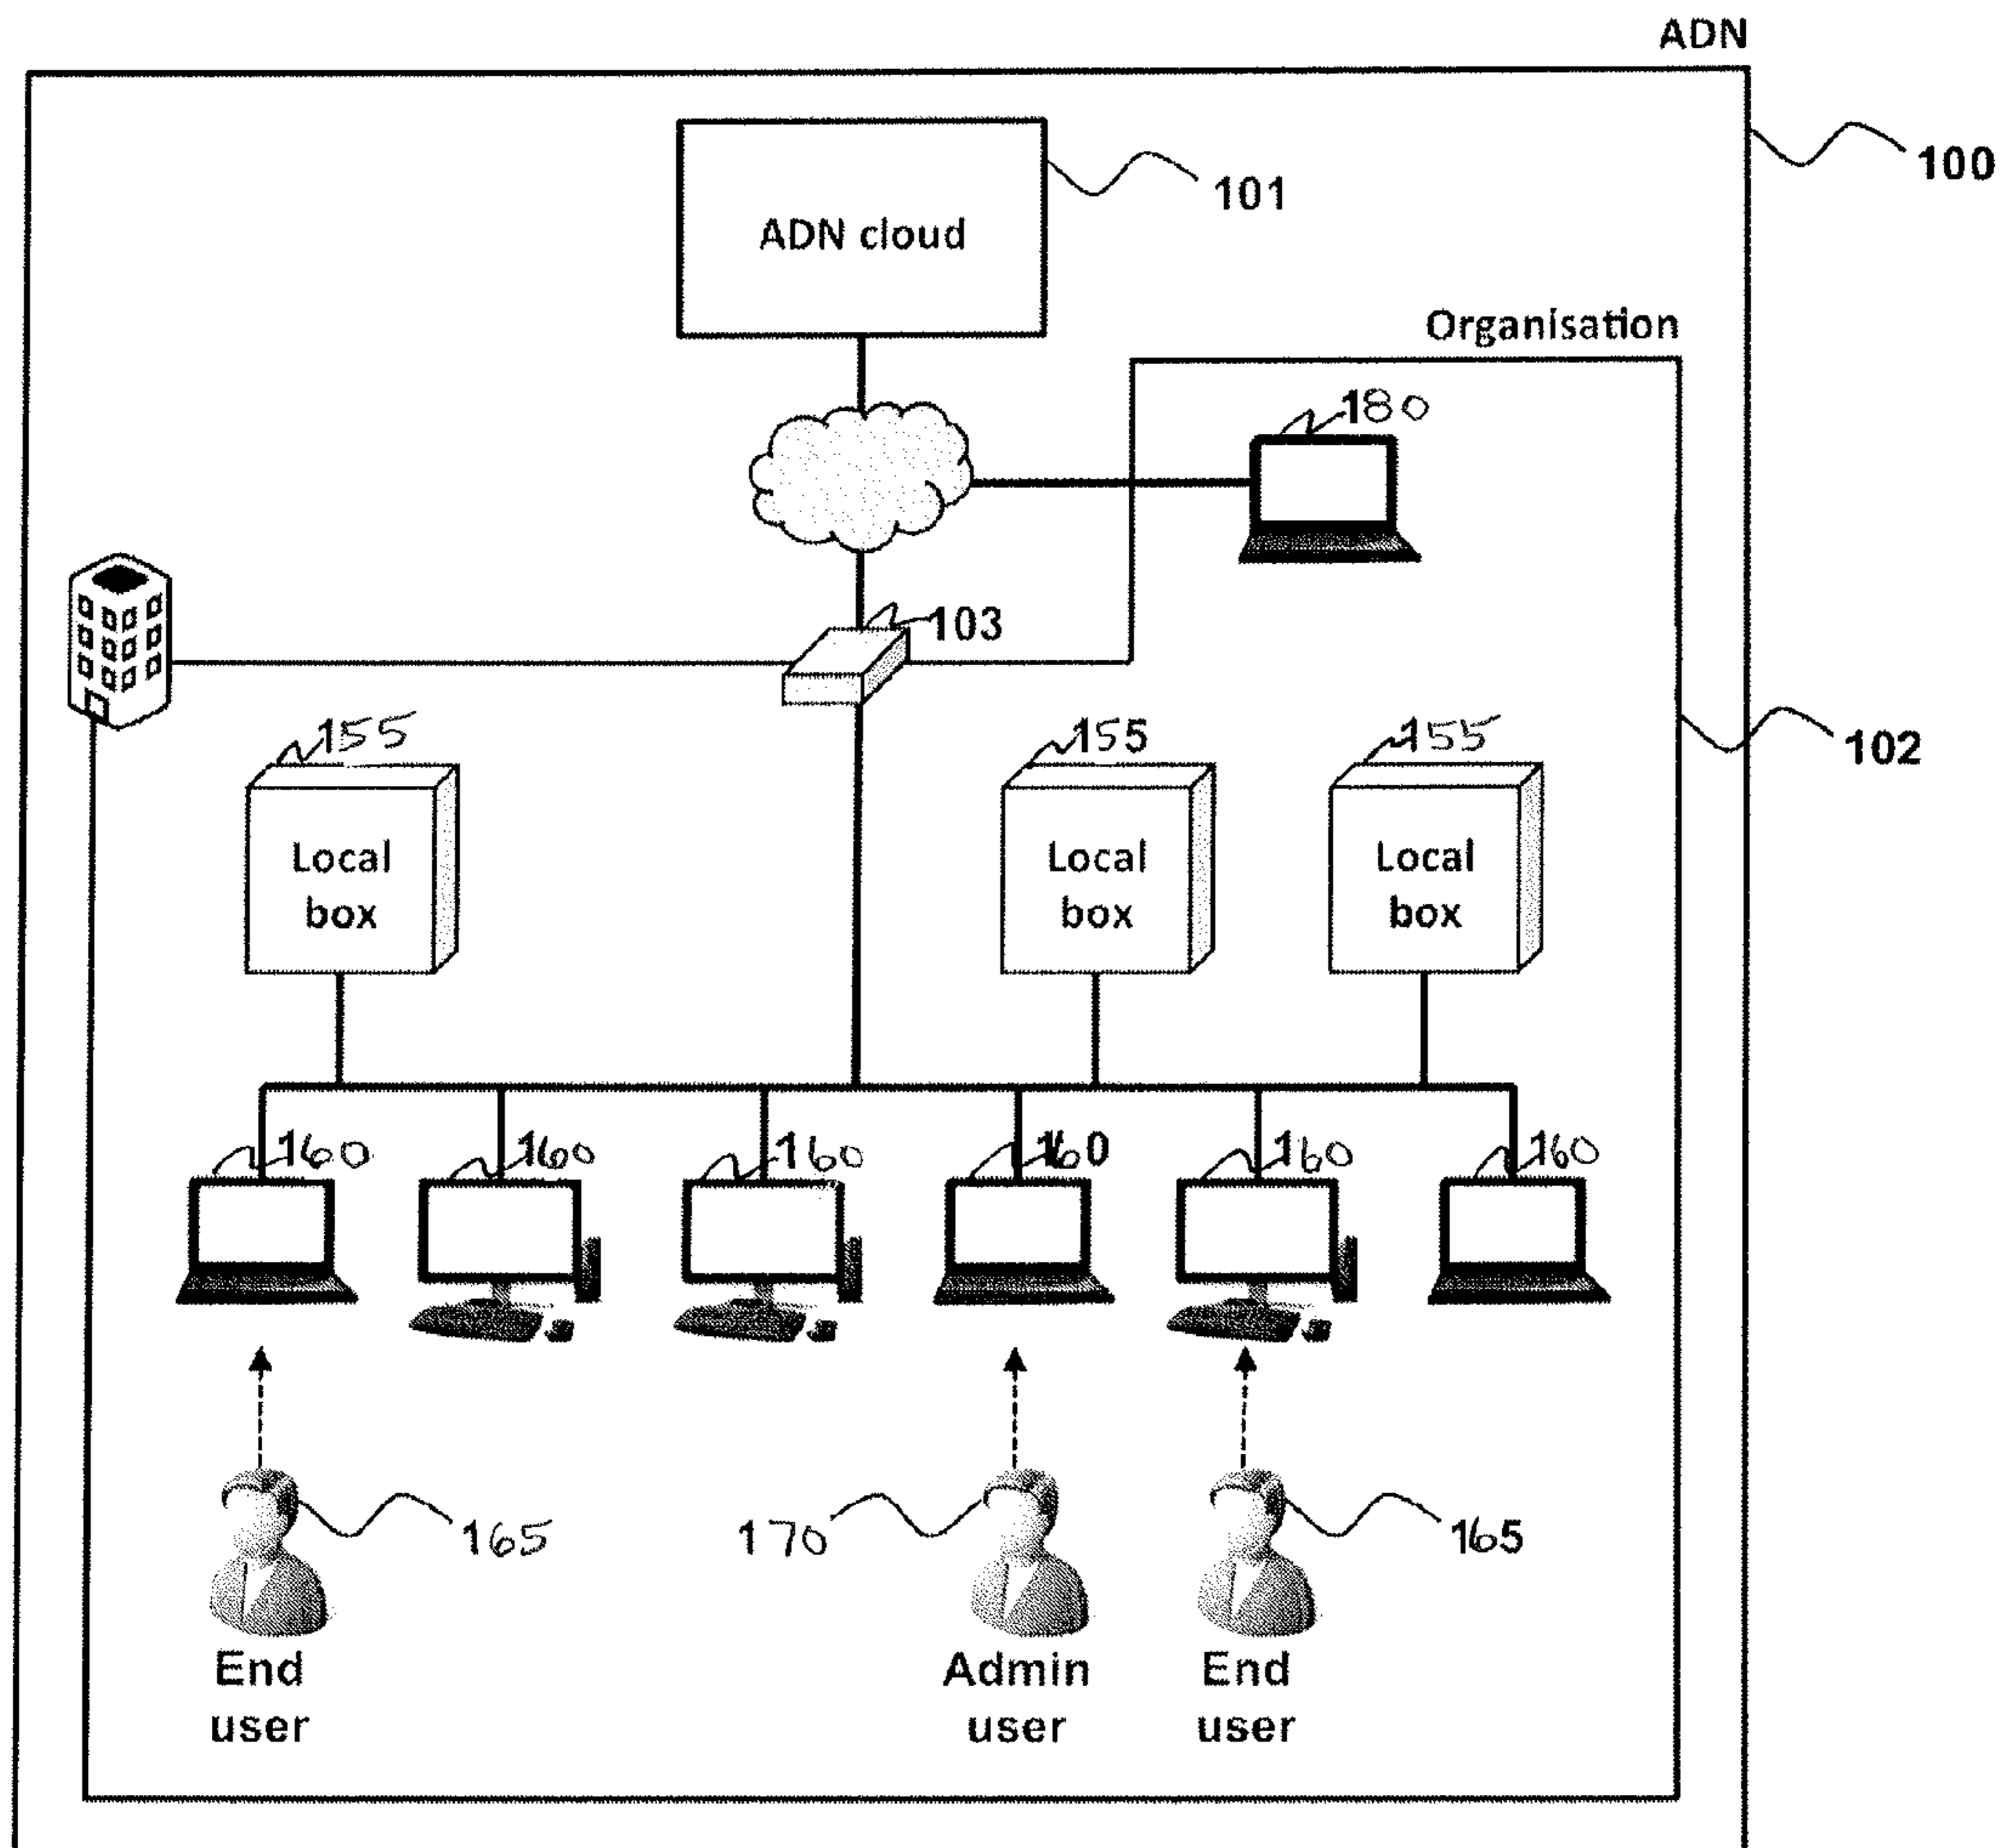 ADN
100
101
ADN cloud
Organisation
180
103
155
155
155
102
Local
box
Local
box
Local
box
160
160
160
160
160
160
165
170
165
End
user
Admin
user
End
user